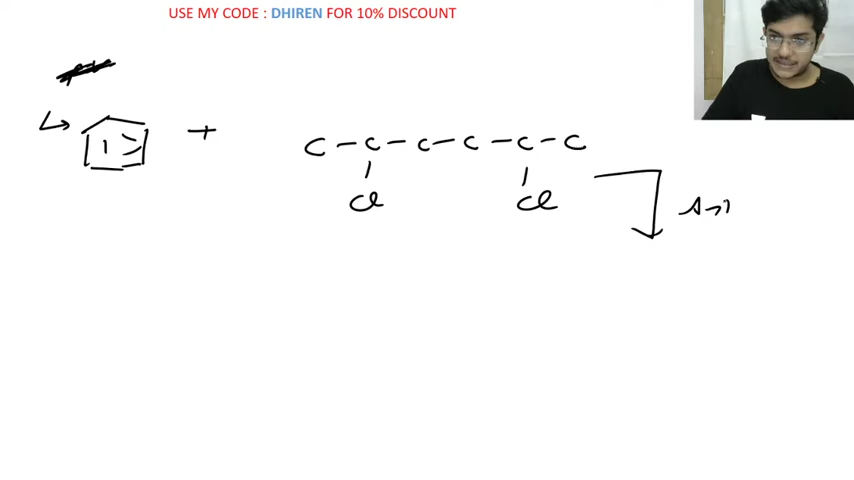 USE MY CODE : DHIREN FOR 10% DISCOUNT
+
C - C - C - C - C - C
Cl Cl